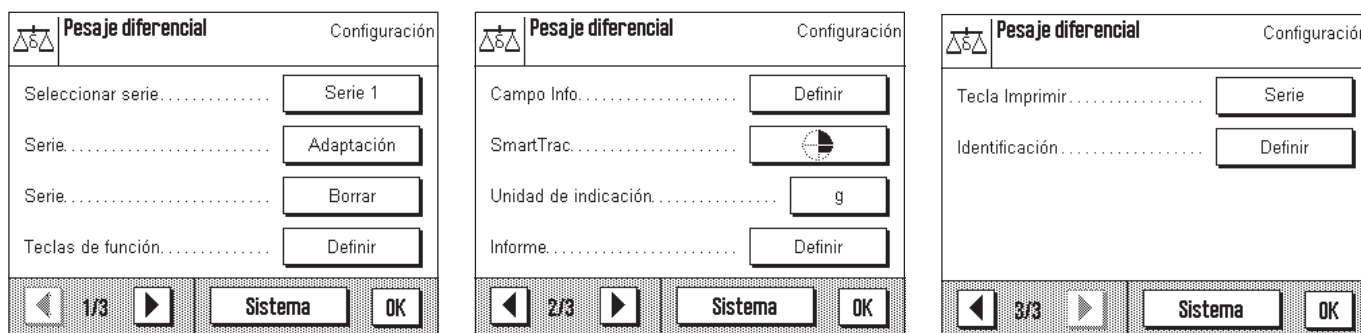 Pesaje diferencial Configuración
Seleccionar serie.............. Serie 1
Serie.......................... Adaptación
Serie.......................... Borrar
Teclas de función.............. Definir
1/3 Sistema OK
Pesaje diferencial Configuración
Campo Info.................... Definir
SmartTrac.....................
Unidad de indicación................ g
Informe........................ Definir
2/3 Sistema OK
Pesaje diferencial Configuración
Tecla Imprimir................. Serie
Identificación.................. Definir
3/3 Sistema OK